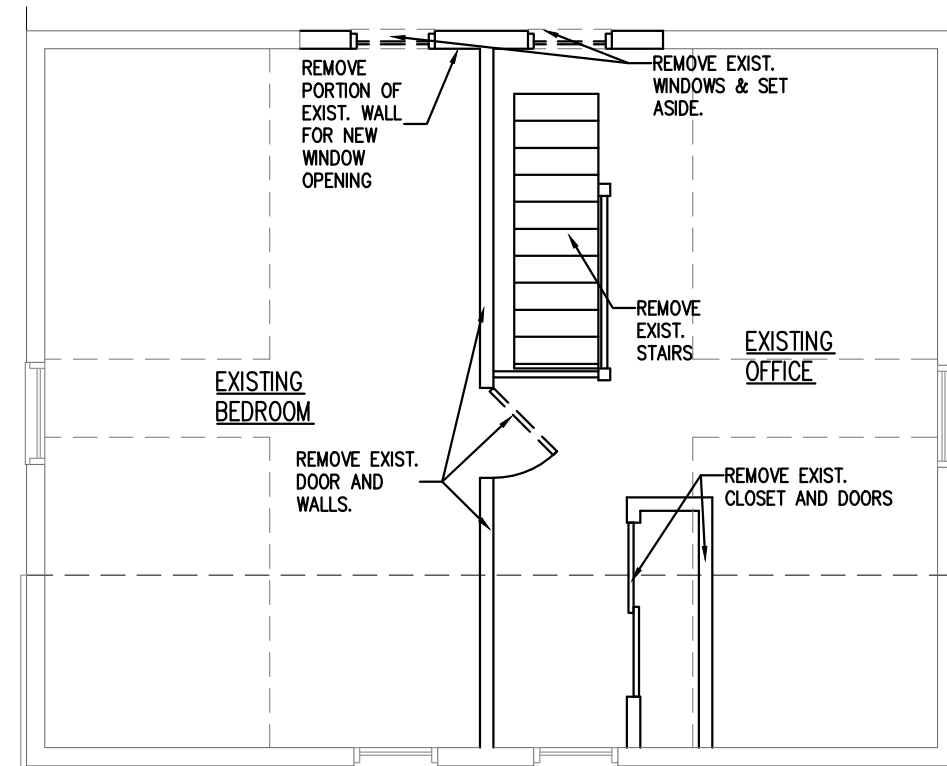 REMOVE
PORTION OF
EXIST. WALL
FOR NEW
WINDOW
OPENING
REMOVE EXIST.
WINDOWS & SET
ASIDE.
REMOVE
EXIST.
STAIRS
EXISTING
OFFICE
EXISTING
BEDROOM
REMOVE EXIST.
DOOR AND
WALLS.
REMOVE EXIST.
CLOSET AND DOORS